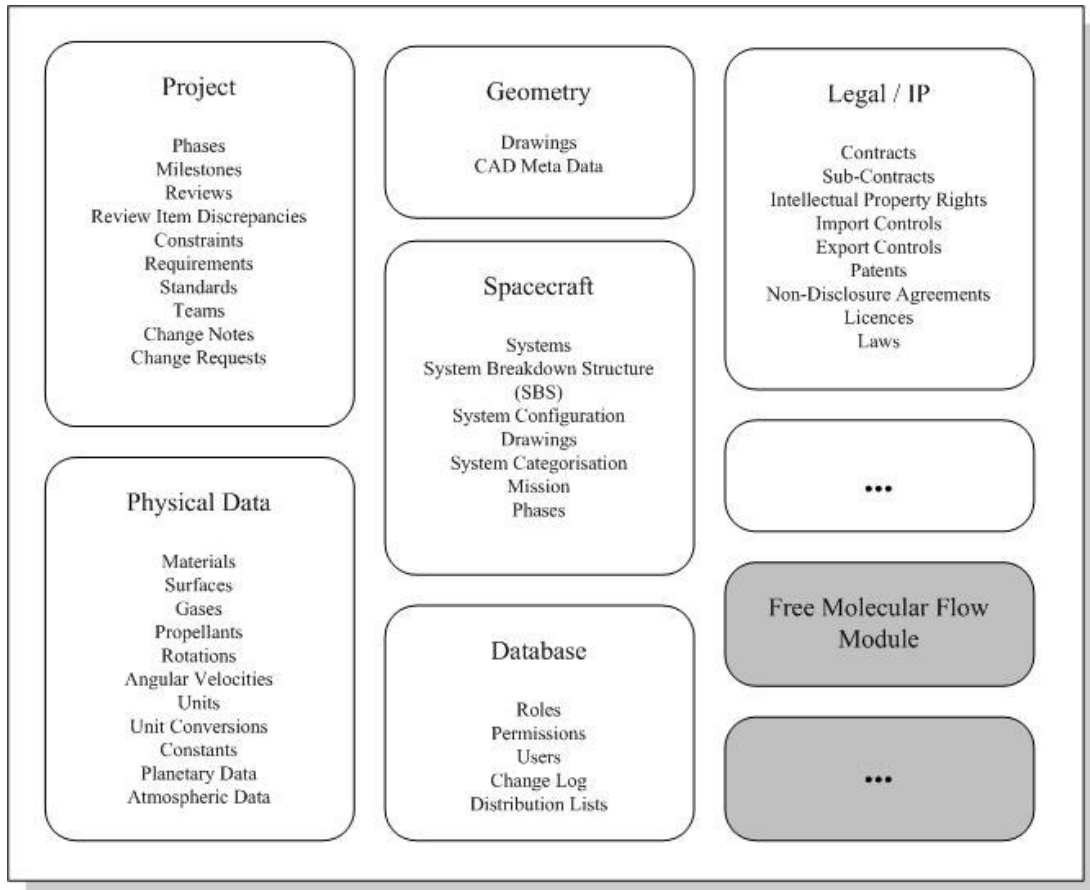 Project
Phases
Milestones
Reviews
Review Item Discrepancies
Constraints
Requirements
Standards
Teams
Change Notes
Change Requests
Physical Data
Materials
Surfaces
Gases
Propellants
Rotations
Angular Velocities
Units
Unit Conversions
Constants
Planetary Data
Atmospheric Data
Geometry
Drawings
CAD Meta Data
Spacecraft
Systems
System Breakdown Structure
(SBS)
System Configuration
Drawings
System Categorisation
Mission
Phases
Database
Roles
Permissions
Users
Change Log
Distribution Lists
Legal / IP
Contracts
Sub-Contracts
Intellectual Property Rights
Import Controls
Export Controls
Patents
Non-Disclosure Agreements
Licences
Laws
...
Free Molecular Flow
Module
...